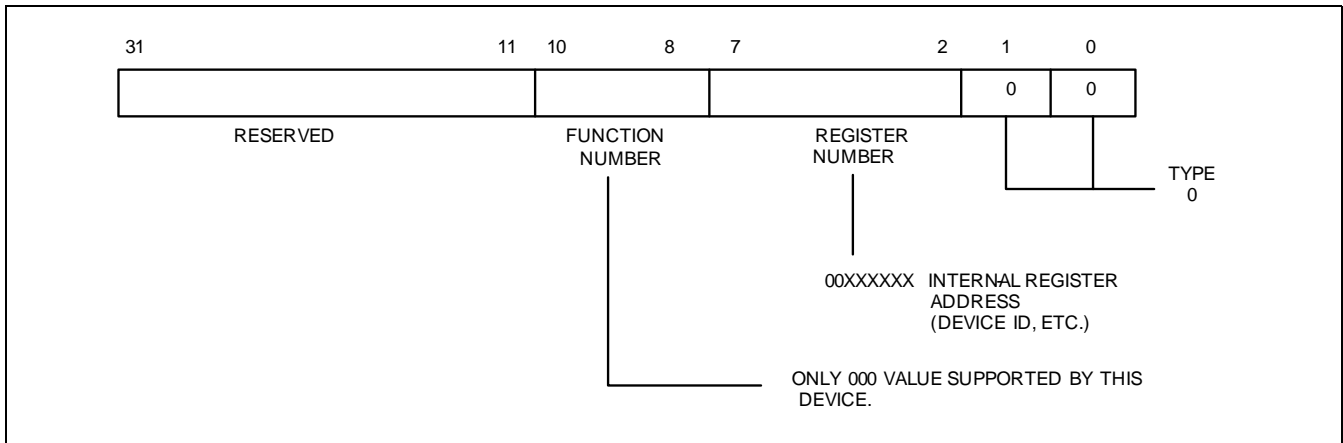 31 11 10 8 7 2 1 0
0 0
RESERVED FUNCTION REGISTER
NUMBER NUMBER
TYPE
0
00XXXXXX INTERNAL REGISTER
ADDRESS
(DEVICE ID, ETC.)
ONLY 000 VALUE SUPPORTED BY THIS
DEVICE.